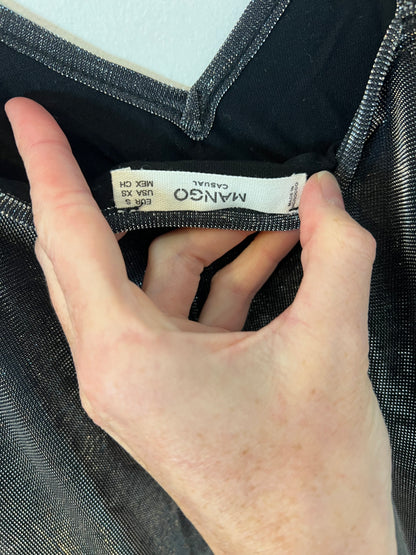 MANGO
CASUAL
EUR S
USA XS
MEX CH